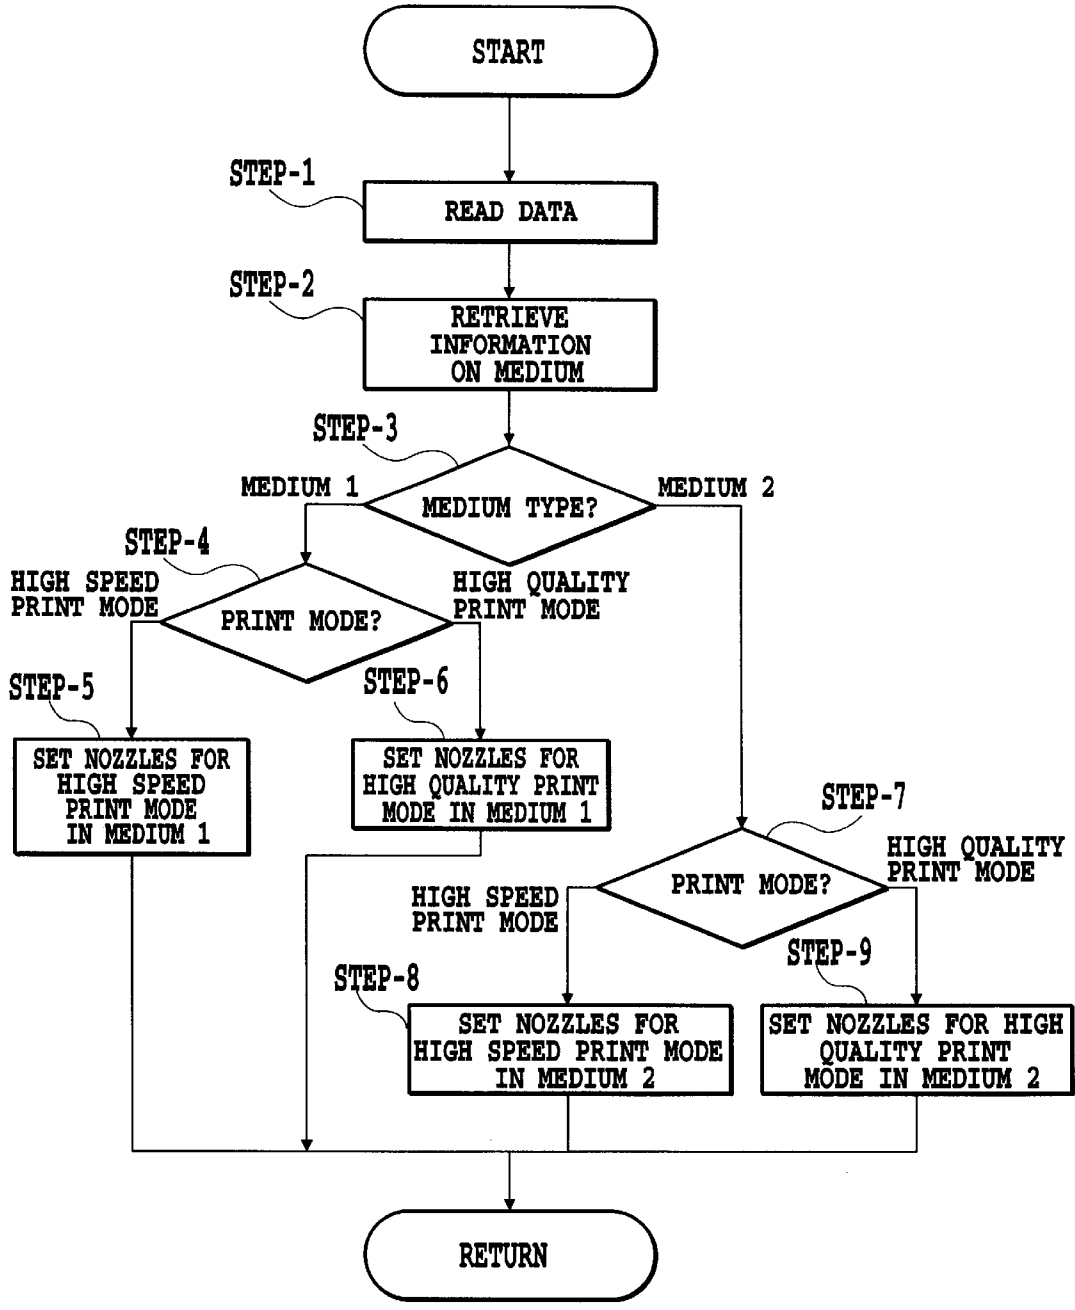 START
STEP-1
READ DATA
STEP-2
RETRIEVE
INFORMATION
ON MEDIUM
STEP-3
MEDIUM 1
MEDIUM TYPE?
MEDIUM 2
STEP-4
HIGH SPEED
PRINT MODE
PRINT MODE?
HIGH QUALITY
PRINT MODE
STEP-5
SET NOZZLES FOR
HIGH SPEED
PRINT MODE
IN MEDIUM 1
STEP-6
SET NOZZLES FOR
HIGH QUALITY PRINT
MODE IN MEDIUM 1
STEP-7
PRINT MODE?
HIGH SPEED
PRINT MODE
HIGH QUALITY
PRINT MODE
STEP-8
SET NOZZLES FOR
HIGH SPEED PRINT MODE
IN MEDIUM 2
STEP-9
SET NOZZLES FOR HIGH
QUALITY PRINT
MODE IN MEDIUM 2
RETURN